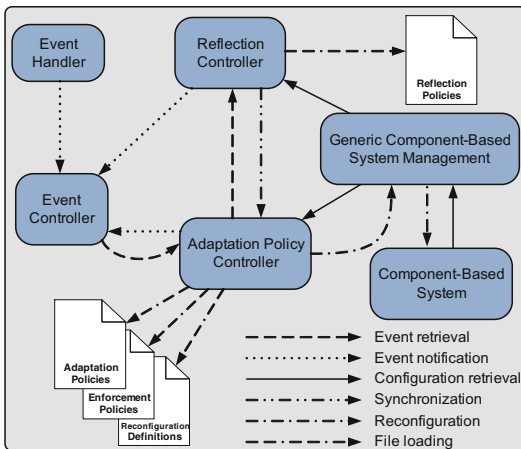 Event
Handler
Reflection
Controller
Reflection
Policies
Generic Component-Based
System Management
Event
Controller
Adaptation Policy
Controller
Component-Based
System
Adaptation
Policies
Enforcement
Policies
Reconfiguration
Definitions
Event retrieval
Event notification
Configuration retrieval
Synchronization
Reconfiguration
File loading